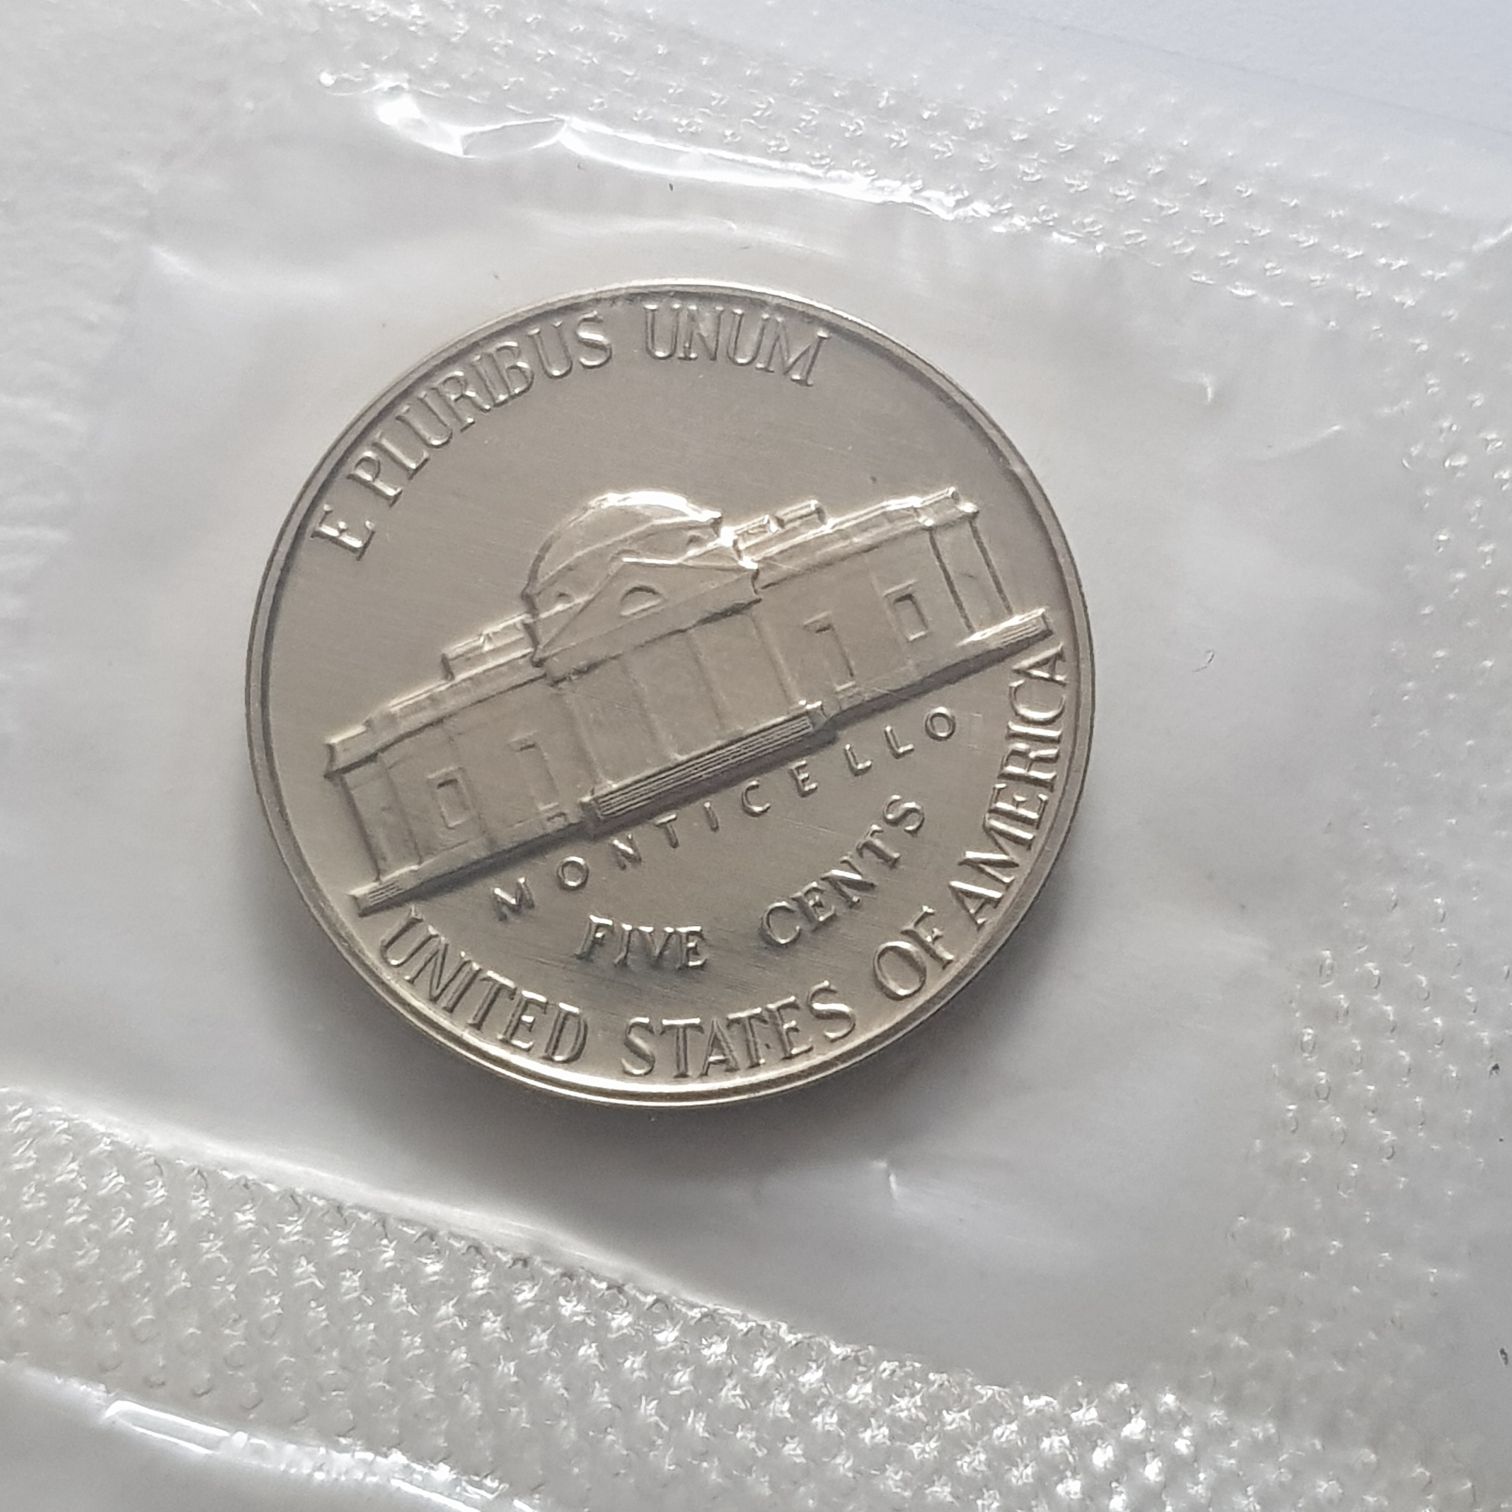 E PLURIBUS UNUM
MONTICELLO
FIVE CENTS
UNITED STATES OF AMERICA